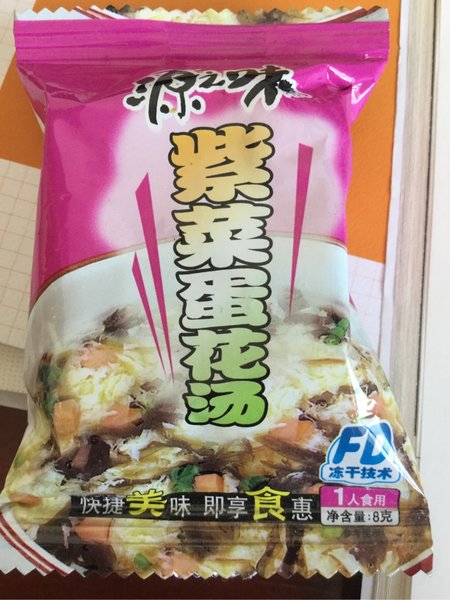 源之味
紫菜蛋花汤
FD
冻干技术
快捷美味 即享食惠
1人食用
净含量:8克